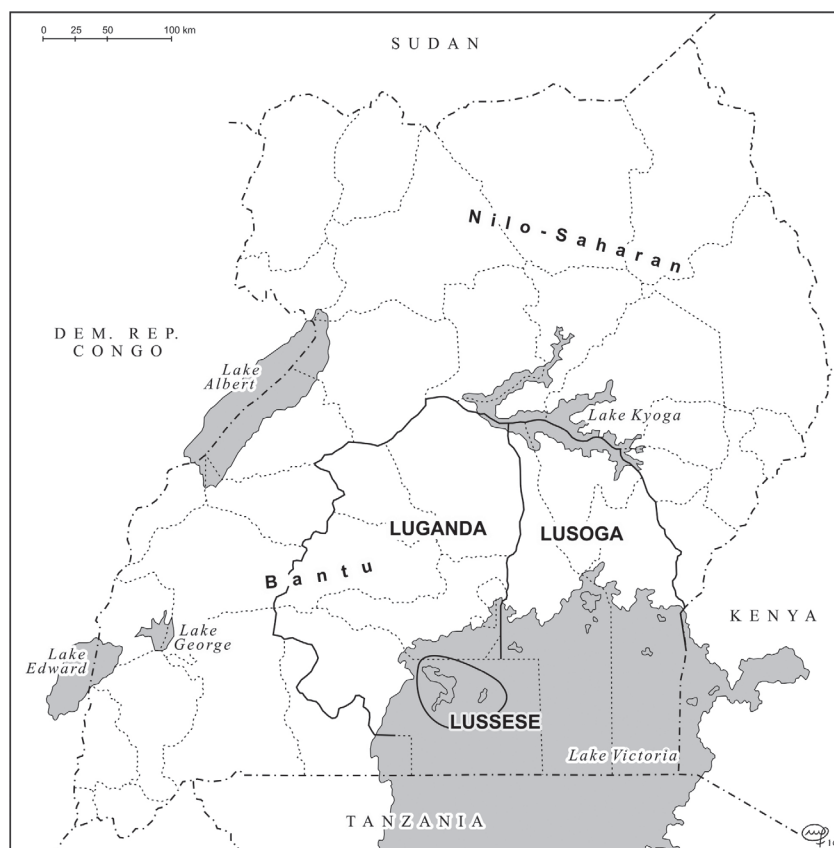 0 25 50 100 km
SUDAN
Nilo-Saharan
DEM. REP.
CONGO
Lake
Albert
Lake Kyoga
LUGANDA
LUSOGA
Bantu
KENYA
Lake
George
Lake
Edward
LUSSESE
Lake Victoria
TANZANIA